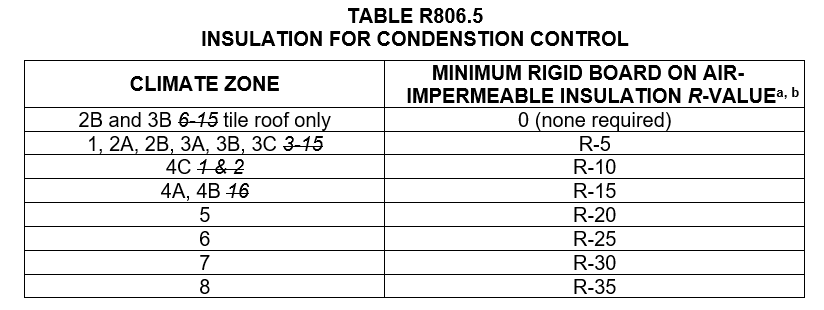 TABLE R806.5
INSULATION FOR CONDENSTION CONTROL
CLIMATE ZONE
MINIMUM RIGID BOARD ON AIR-
IMPERMEABLE INSULATION R-VALUEa, b
2B and 3B 6-15 tile roof only
0 (none required)
1, 2A, 2B, 3A, 3B, 3C 3-15
R-5
4C 1 & 2
R-10
4A, 4B 16
R-15
5
R-20
6
R-25
7
R-30
8
R-35